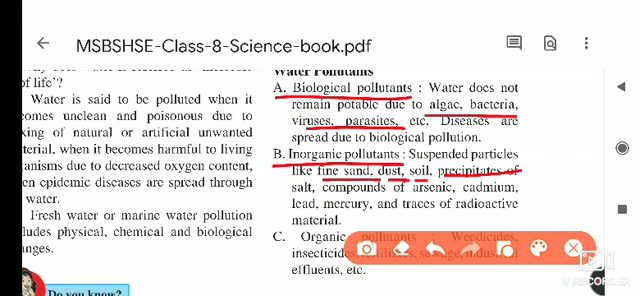 MSBSHSE-Class-8-Science-book.pdf
of life'?
Water is said to be polluted when it
comes unclean and poisonous due to
xing of natural or artificial unwanted
terial, when it becomes harmful to living
ganisms due to decreased oxygen content,
en epidemic diseases are spread through
water.
Fresh water or marine water pollution
ludes physical, chemical and biological
anges.
Do you know?
Water Pollutants
A. Biological pollutants : Water does not
remain potable due to algae, bacteria,
viruses, parasites, etc. Diseases are
spread due to biological pollution.
B. Inorganic pollutants : Suspended particles
like fine sand, dust, soil, precipitates of
salt, compounds of arsenic, cadmium,
lead, mercury, and traces of radioactive
material.
C. Organic pollutants : Weedicides,
insecticides, fertilizers, sewage, industrial
effluents, etc.
V RECORDER